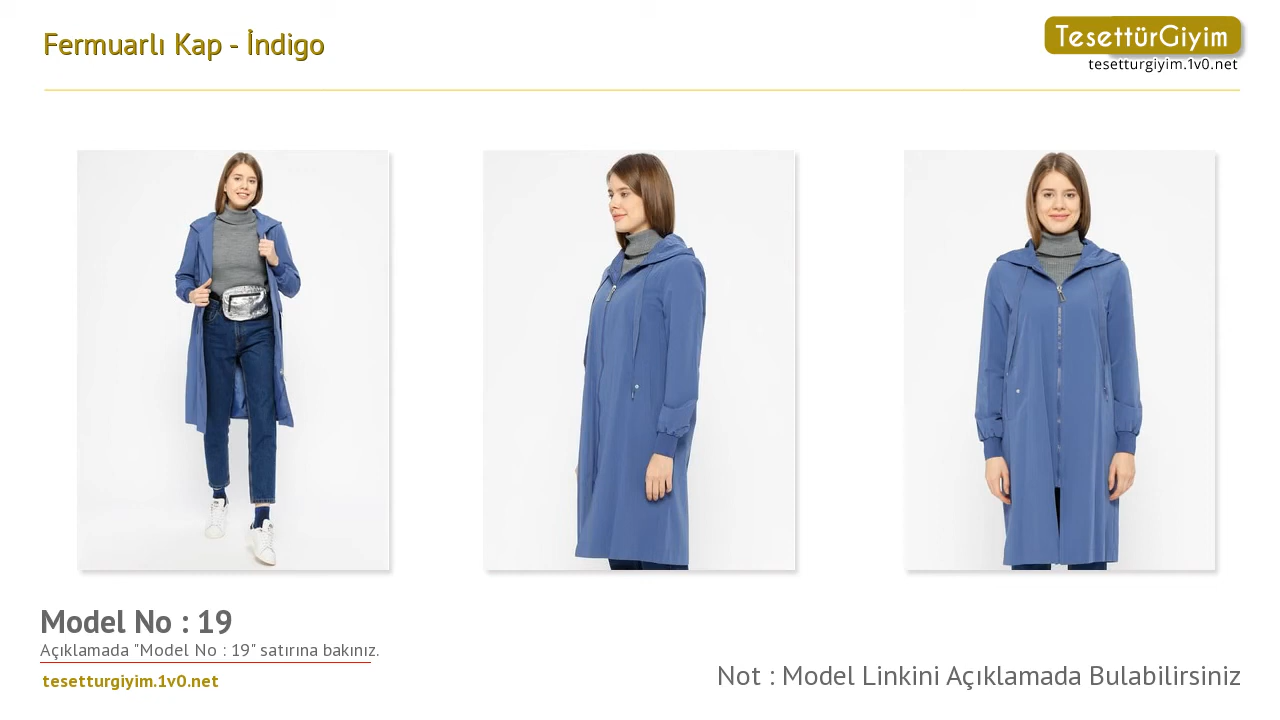 Fermuarlı Kap - İndigo
TesettürGiyim
tesetturgiyim.1v0.net
Model No : 19
Açıklamada "Model No : 19" satırına bakınız.
tesetturgiyim.1v0.net
Not : Model Linkini Açıklamada Bulabilirsiniz